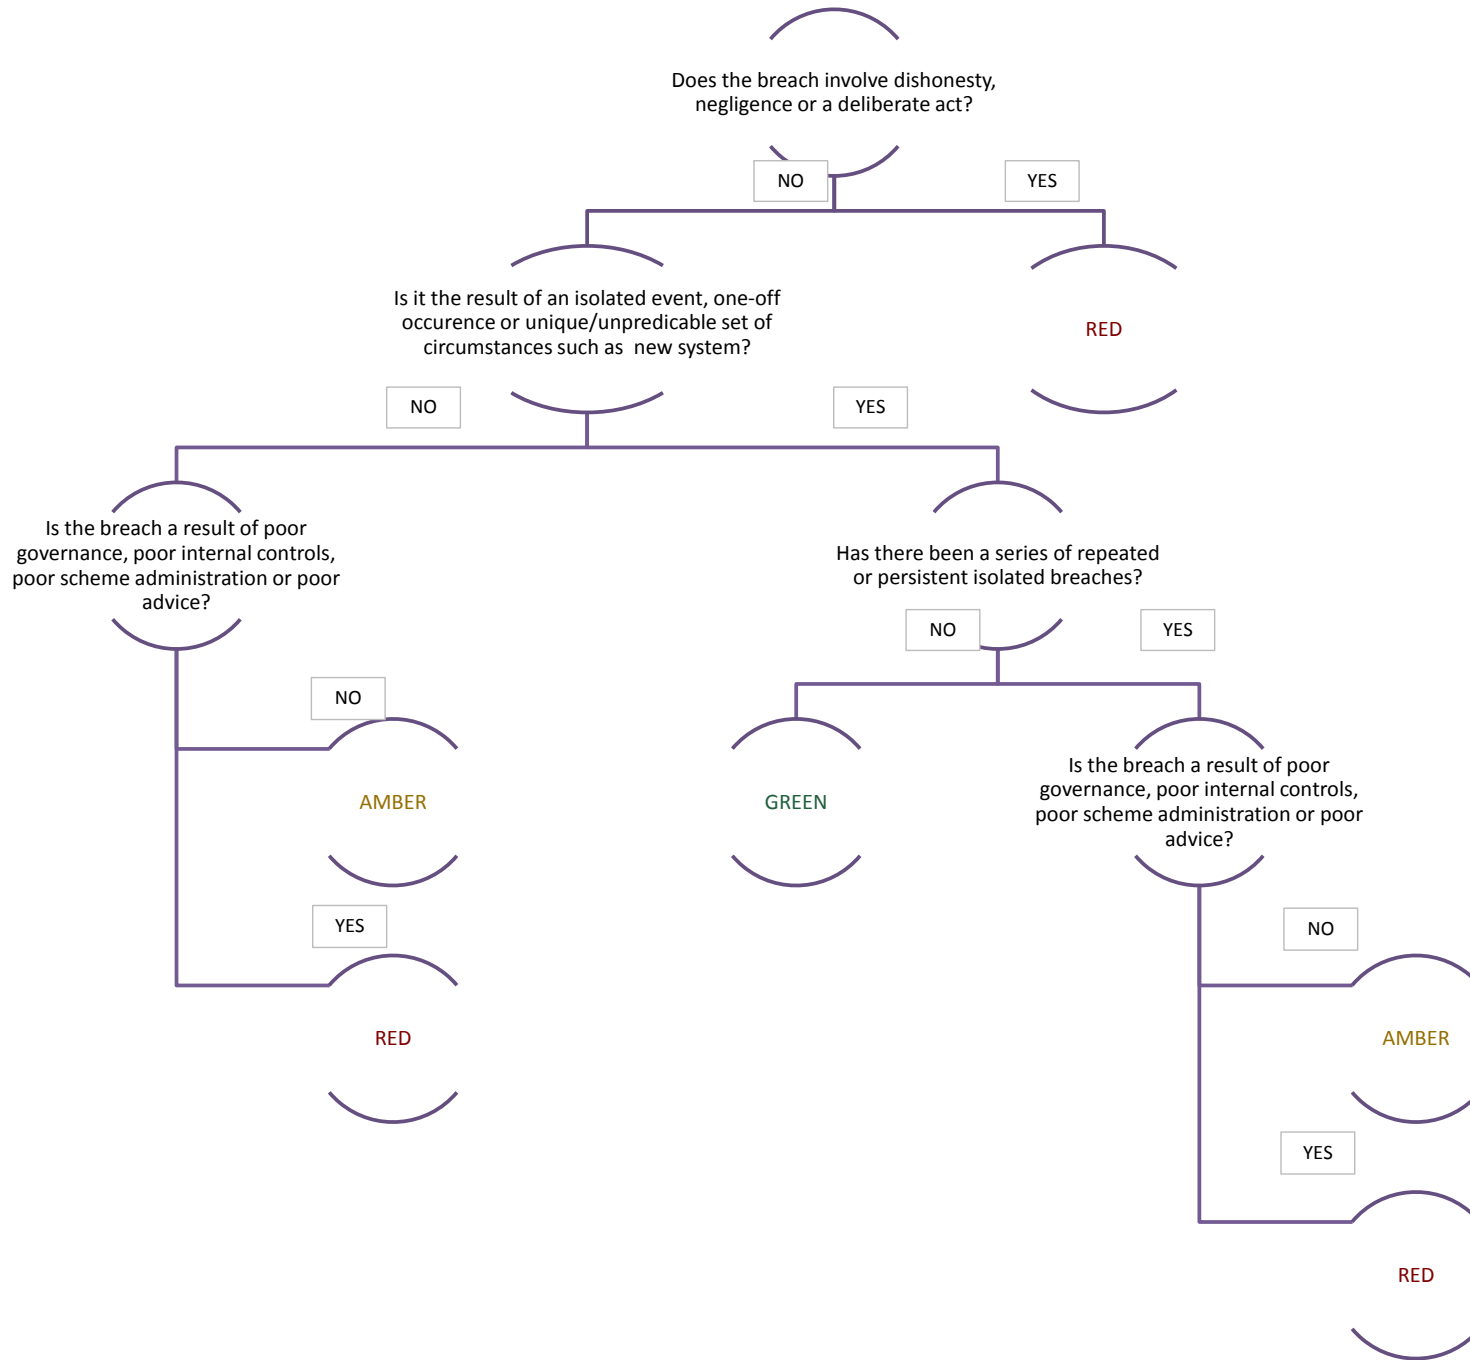 Does the breach involve dishonesty,
negligence or a deliberate act?
NO
YES
Is it the result of an isolated event, one-off
occurence or unique/unpredicable set of
circumstances such as  new system?
RED
NO
YES
Is the breach a result of poor
governance, poor internal controls,
poor scheme administration or poor
advice?
Has there been a series of repeated
or persistent isolated breaches?
NO
YES
NO
AMBER
GREEN
Is the breach a result of poor
governance, poor internal controls,
poor scheme administration or poor
advice?
YES
RED
NO
AMBER
YES
RED